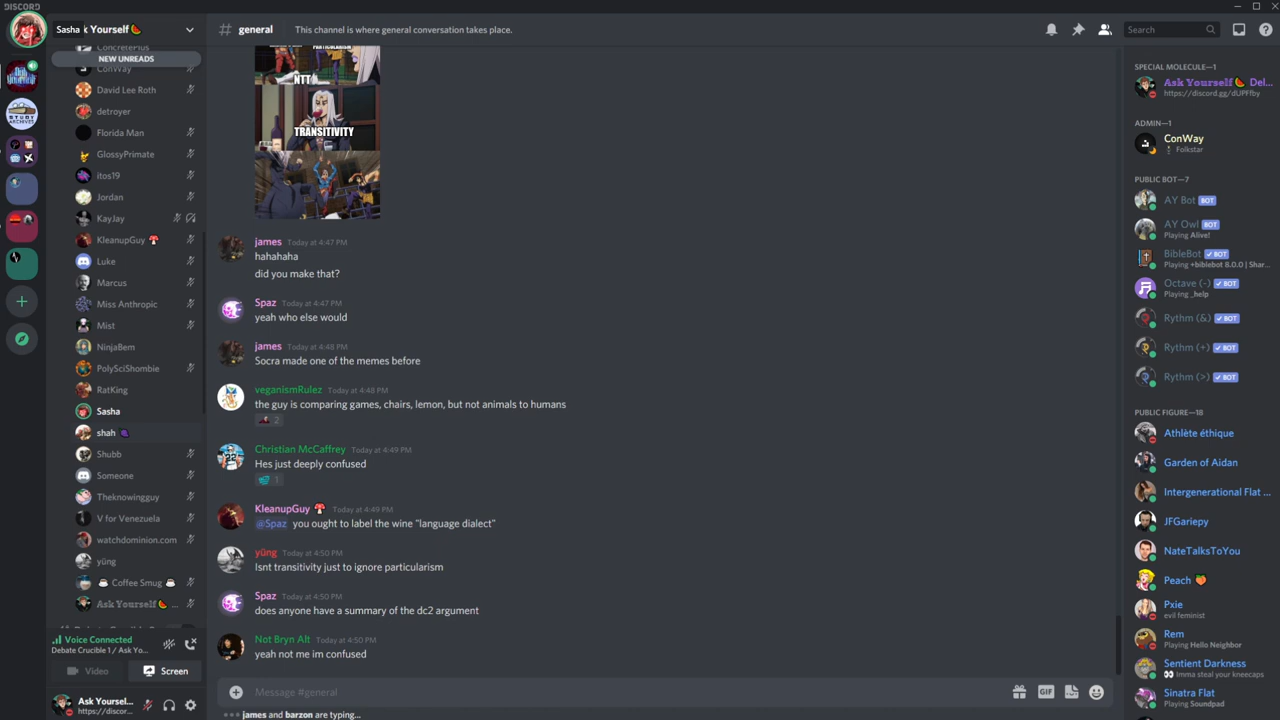 DISCORD
Sasha
k Yourself🍉
ConcretePlus
NEW UNREADS
ConWay
David Lee Roth
detroyer
Florida Man
GlossyPrimate
itos19
Jordan
KayJay
KleanupGuy 🍄
Luke
Marcus
Miss Anthropic
Mist
NinjaBem
PolySciShombie
RatKing
Sasha
shah 🍇
Shubb
Someone
Theknowingguy
V for Venezuela
watchdominion.com
yüng
☕ Coffee Smug ☕
Ask Yourself🍉 ...
Voice Connected
Debate Crucible 1 / Ask Yo...
Video
Screen
Ask Yoursel...
https://discor...
# general
This channel is where general conversation takes place.
Search
PARTICULARISM
NTT
TRANSITIVITY
james Today at 4:47 PM
hahahaha
did you make that?
Spaz Today at 4:47 PM
yeah who else would
james Today at 4:48 PM
Socra made one of the memes before
veganismRulez Today at 4:48 PM
the guy is comparing games, chairs, lemon, but not animals to humans
2
Christian McCaffrey Today at 4:49 PM
Hes just deeply confused
1
KleanupGuy 🍄 Today at 4:49 PM
@Spaz you ought to label the wine "language dialect"
yüng Today at 4:50 PM
Isnt transitivity just to ignore particularism
Spaz Today at 4:50 PM
does anyone have a summary of the dc2 argument
Not Bryn Alt Today at 4:50 PM
yeah not me im confused
Message #general
GIF
james and barzon are typing...
SPECIAL MOLECULE—1
Ask Yourself🍉 Del...
https://discord.gg/dUPFfby
ADMIN—1
ConWay
Folkstar
PUBLIC BOT—7
AY Bot BOT
AY Owl BOT
Playing Alive!
BibleBot ✓ BOT
Playing +biblebot 8.0.0 | Shar...
Octave (-) ✓ BOT
Playing _help
Rythm (&) ✓ BOT
Rythm (+) ✓ BOT
Rythm (>) ✓ BOT
PUBLIC FIGURE—18
Athlète éthique
Garden of Aidan
Intergenerational Flat ...
JFGariepy
NateTalksToYou
Peach 🍑
Pxie
evil feminist
Rem
Playing Hello Neighbor
Sentient Darkness
👀 Imma steal your kneecaps
Sinatra Flat
Playing Soundpad